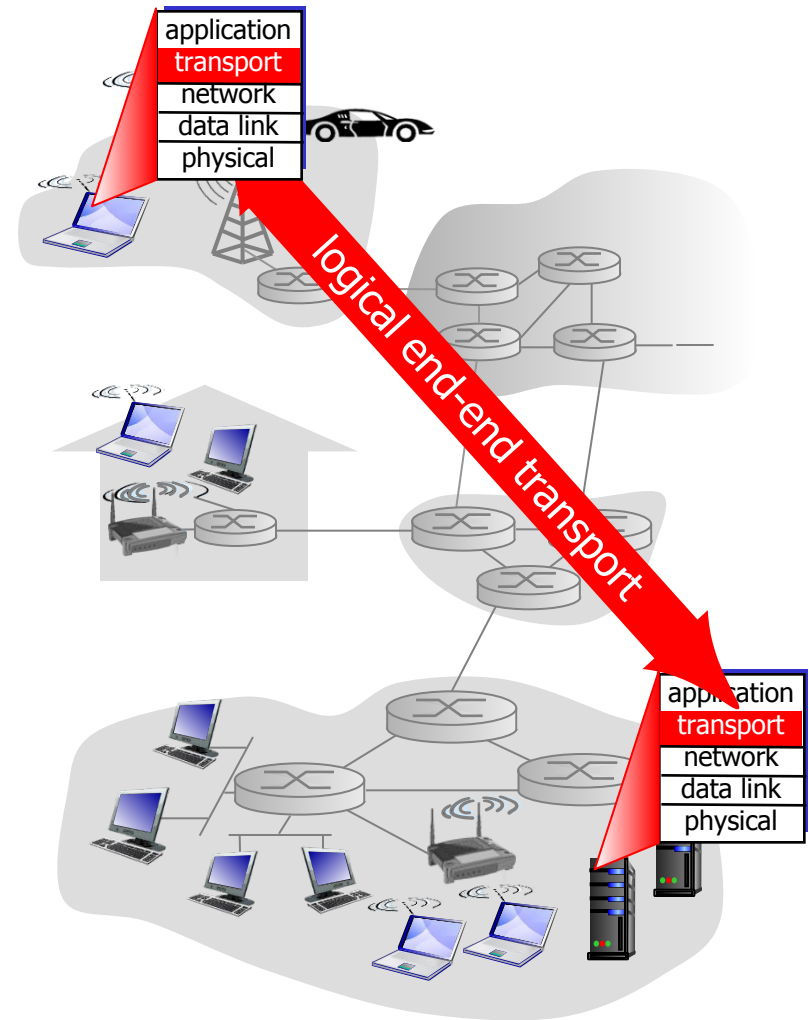 application
transport
network
data link
physical
logical end-end transport
application
transport
network
data link
physical